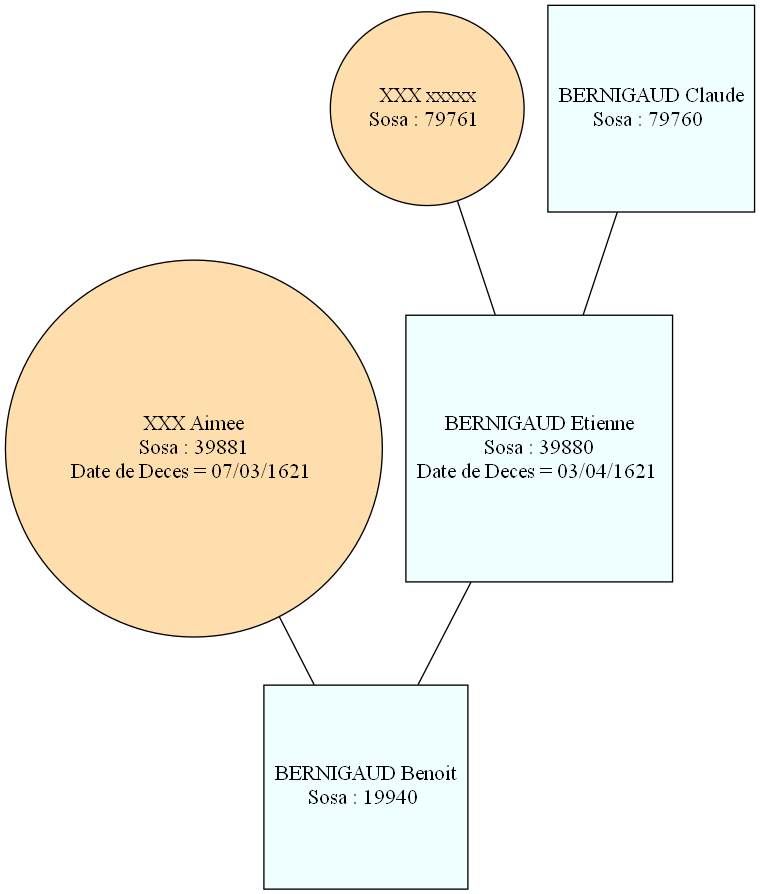 XXX xxxxx
Sosa : 79761
BERNIGAUD Claude
Sosa : 79760
XXX Aimee
Sosa : 39881
Date de Deces = 07/03/1621
BERNIGAUD Etienne
Sosa : 39880
Date de Deces = 03/04/1621
BERNIGAUD Benoit
Sosa : 19940